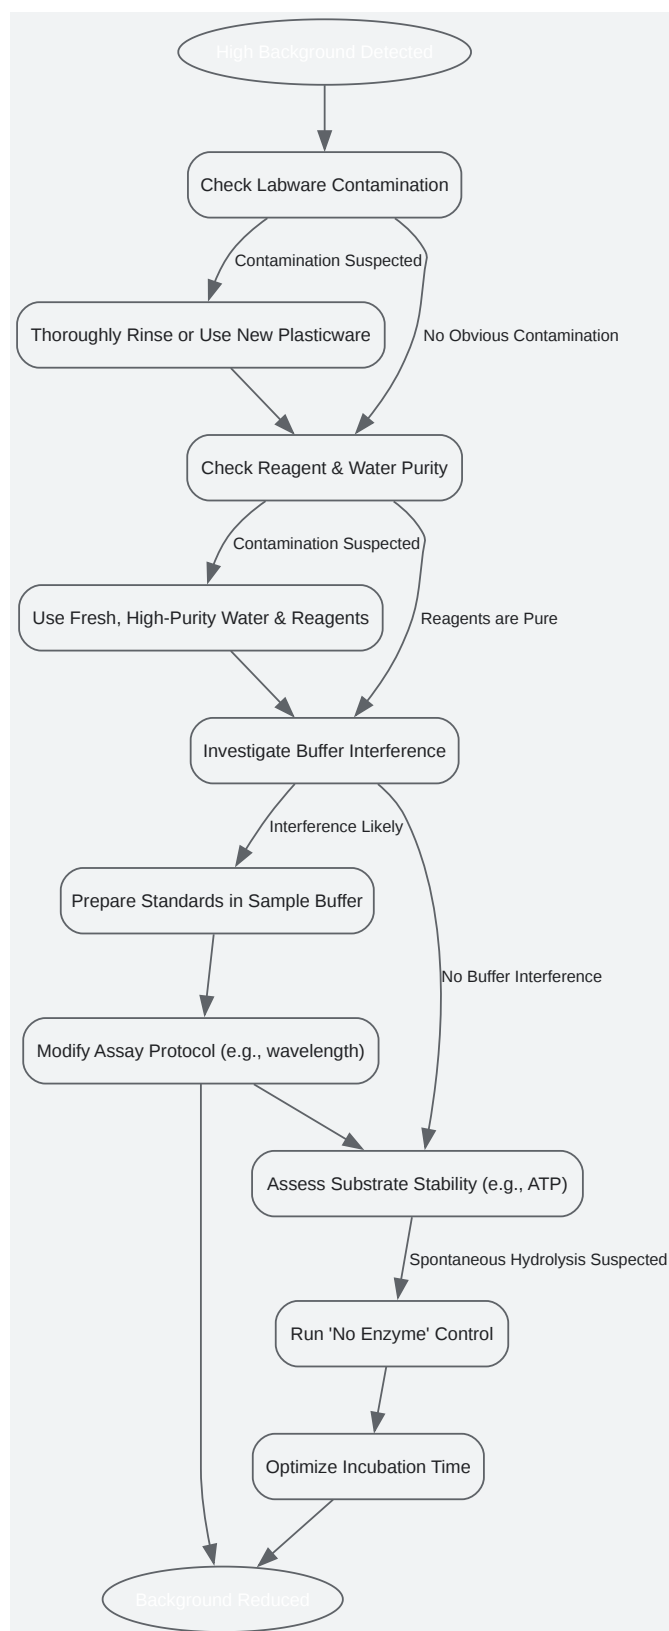 High Background Detected
Check Labware Contamination
Contamination Suspected
Thoroughly Rinse or Use New Plasticware
No Obvious Contamination
Check Reagent & Water Purity
Contamination Suspected
Use Fresh, High-Purity Water & Reagents
Reagents are Pure
Investigate Buffer Interference
Interference Likely
Prepare Standards in Sample Buffer
No Buffer Interference
Modify Assay Protocol (e.g., wavelength)
Assess Substrate Stability (e.g., ATP)
Spontaneous Hydrolysis Suspected
Run 'No Enzyme' Control
Optimize Incubation Time
Background Reduced